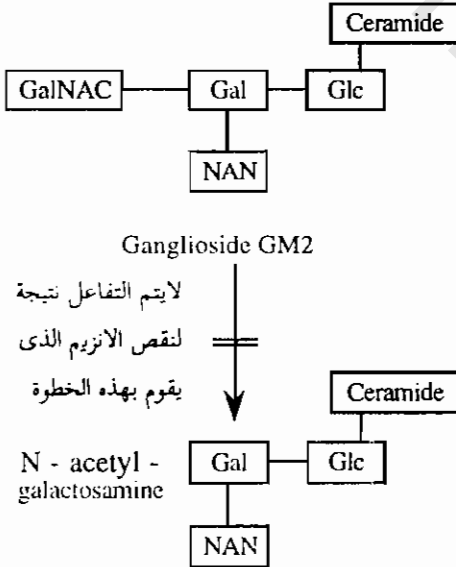 Ceramide
GalNAC Gal Glc
NAN
Ganglioside GM2
لايتم التفاعل نتيجة
لنقص الانزيم الذى
يقوم بهذه الخطوة
Ceramide
N - acetyl - Gal Glc
galactosamine
NAN